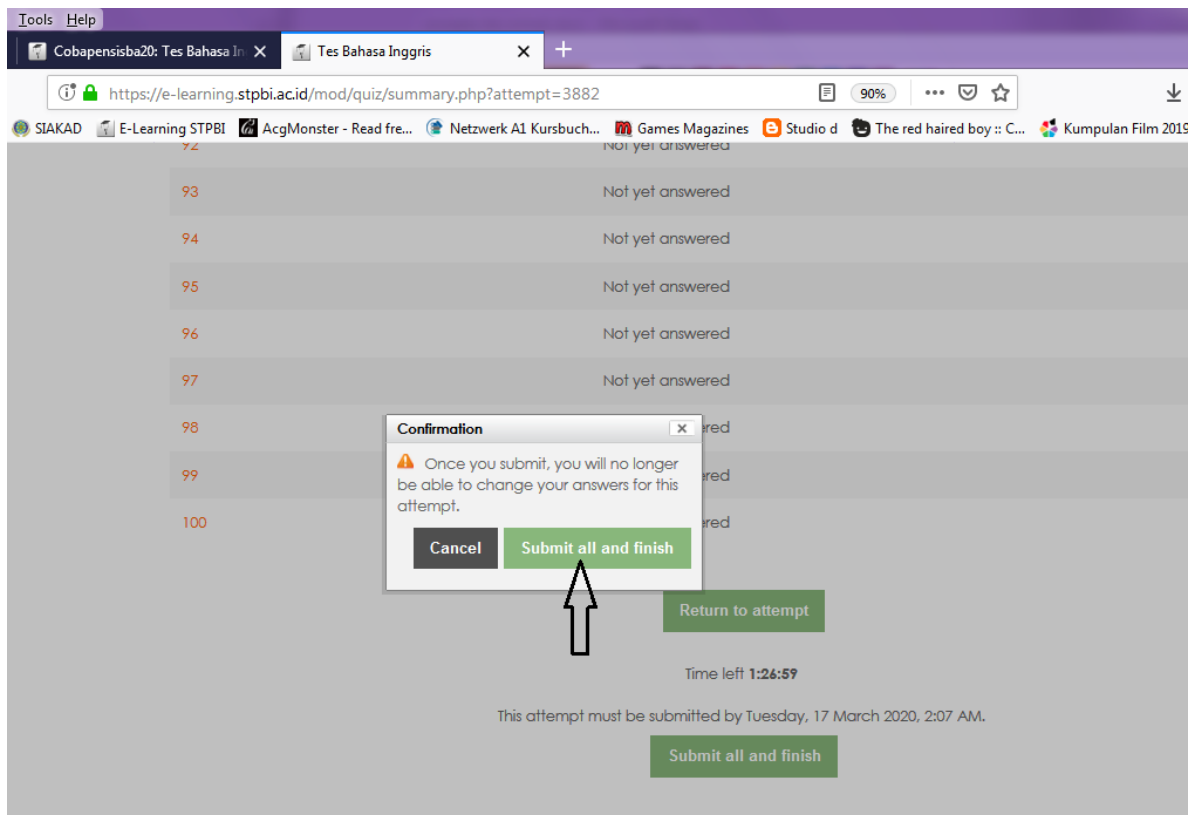 Tools Help
Cobapensisba20: Tes Bahasa In
Tes Bahasa Inggris
https://e-learning.stpbi.ac.id/mod/quiz/summary.php?attempt=3882
90%
SIAKAD E-Learning STPBI AcgMonster - Read fre... Netzwerk A1 Kursbuch... Games Magazines Studio d The red haired boy :: C... Kumpulan Film 2019
92 Not yet answered
93 Not yet answered
94 Not yet answered
95 Not yet answered
96 Not yet answered
97 Not yet answered
98
99
100
Confirmation
Once you submit, you will no longer
be able to change your answers for this
attempt.
Cancel Submit all and finish
Return to attempt
Time left 1:26:59
This attempt must be submitted by Tuesday, 17 March 2020, 2:07 AM.
Submit all and finish